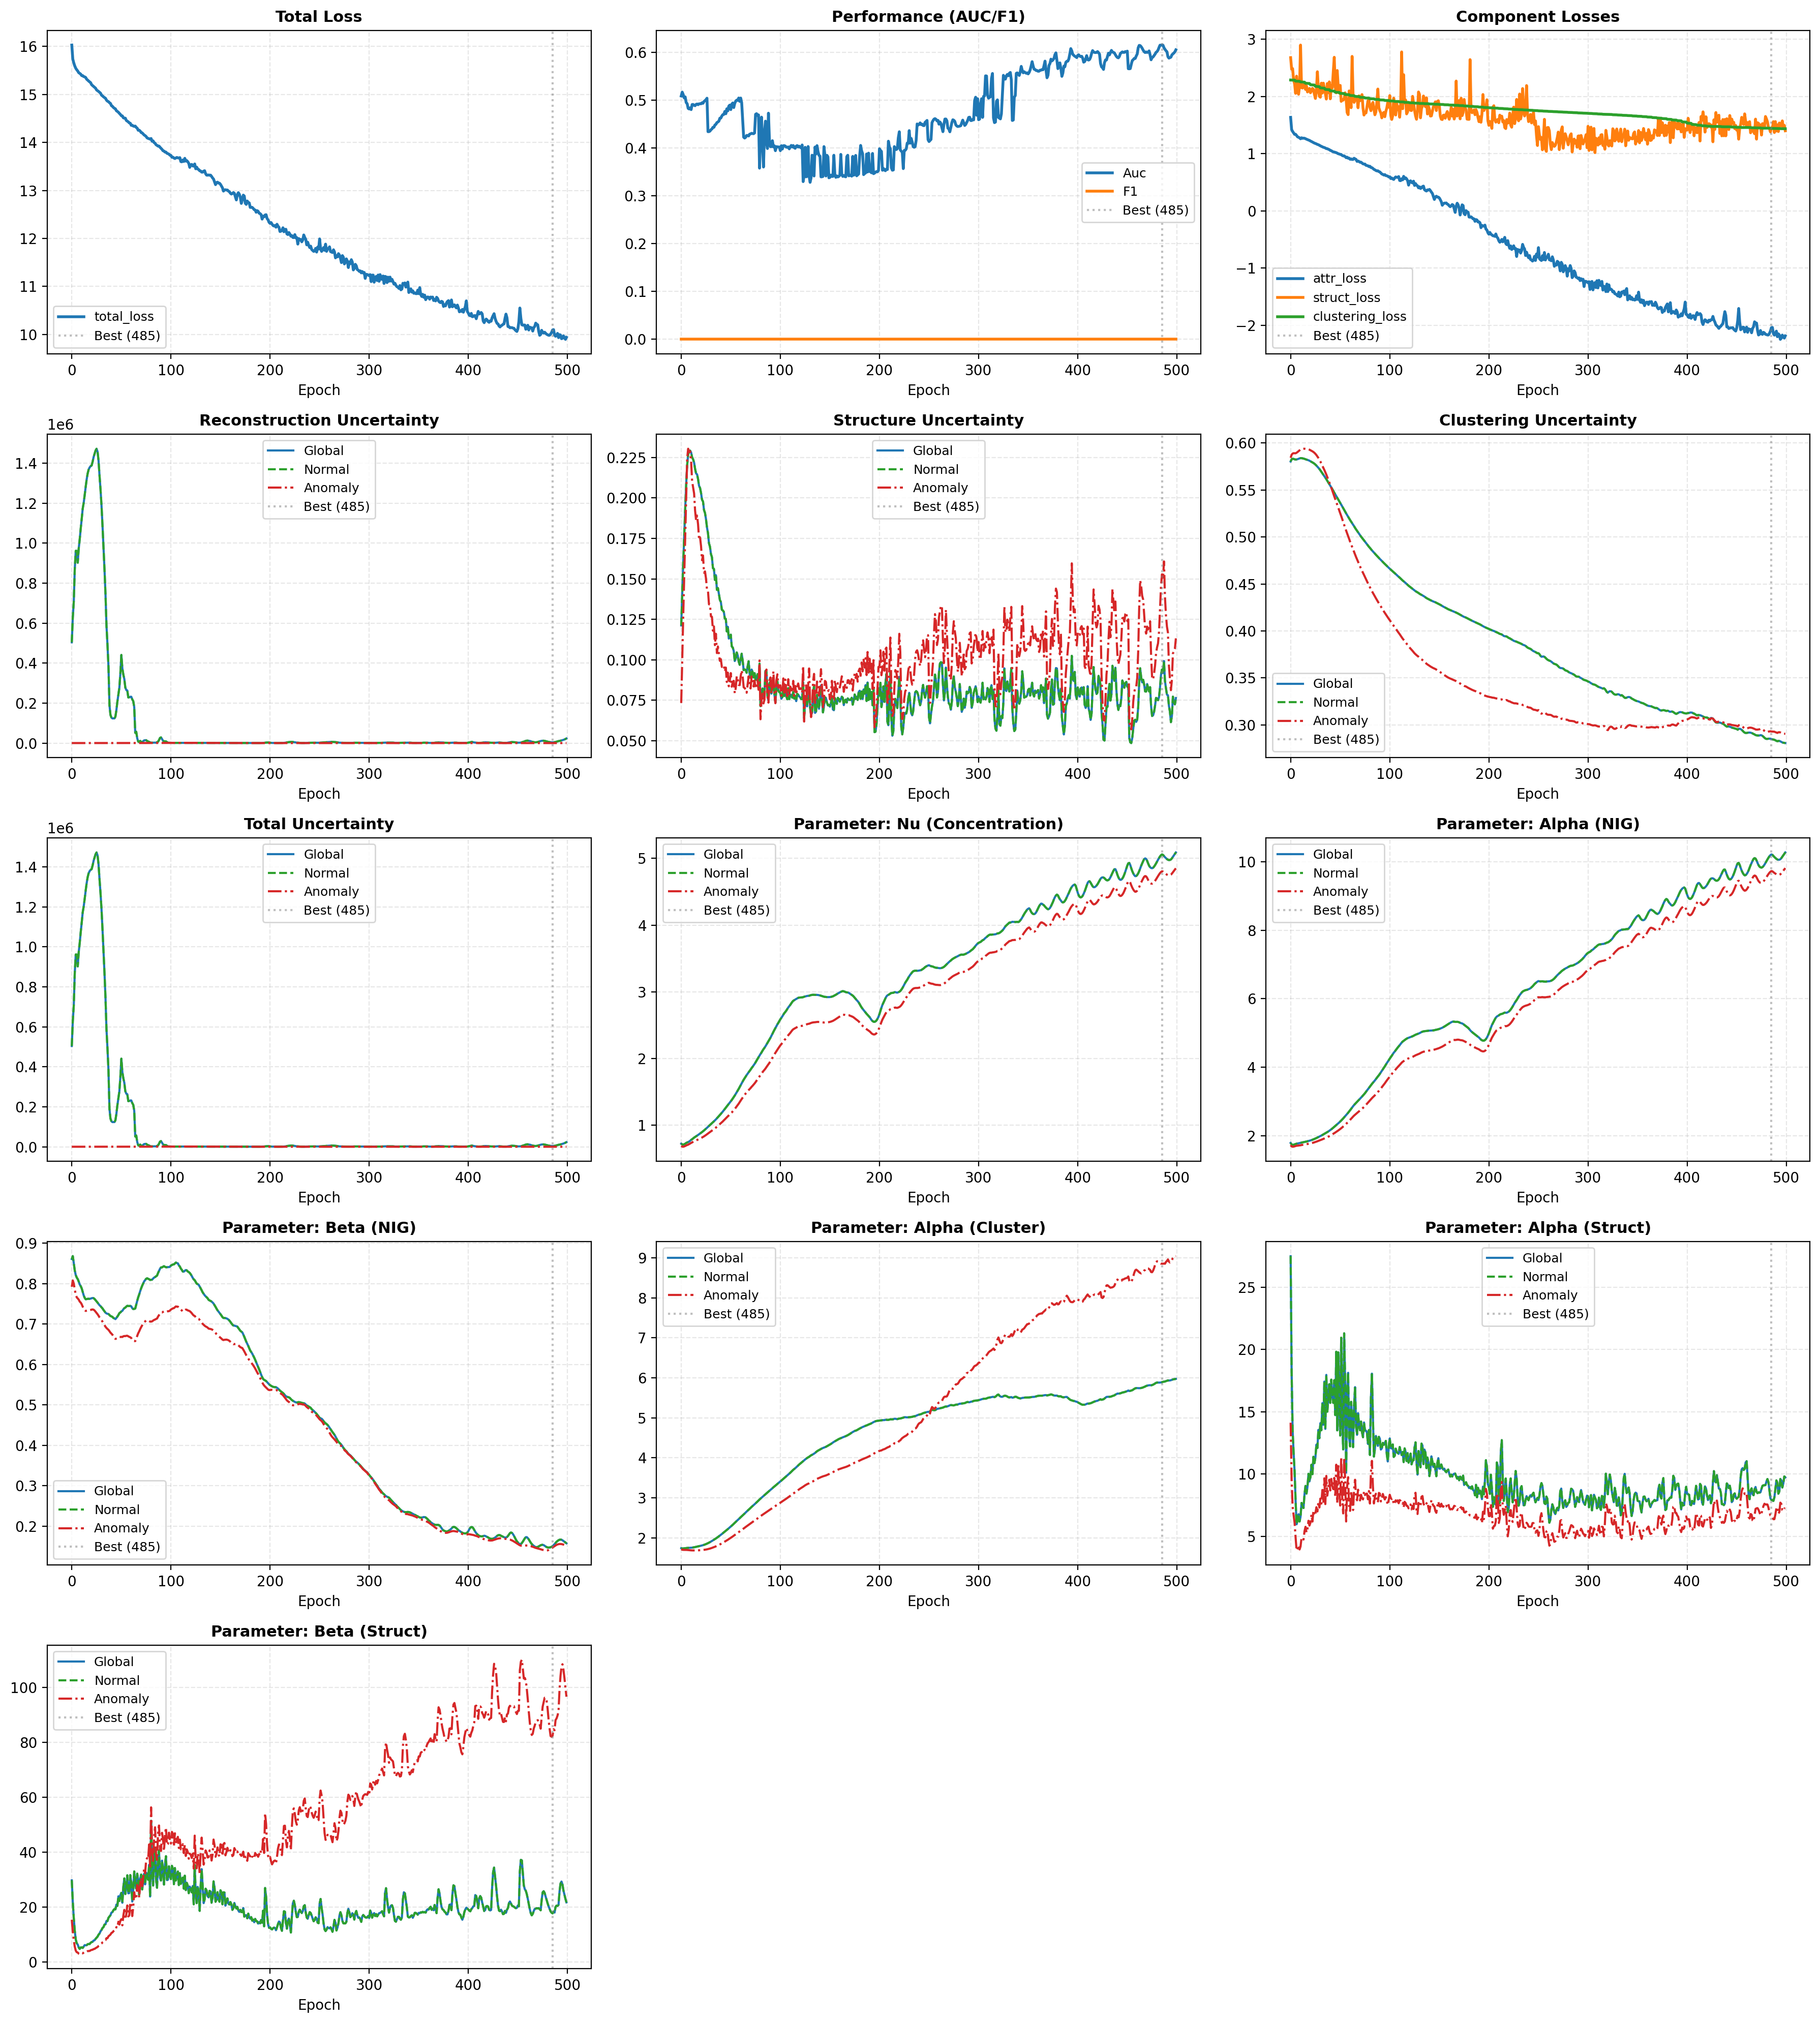 Total Loss
16
15
14
13
12
11
10
total_loss
Best (485)
0 100 200 300 400 500
Epoch
Performance (AUC/F1)
0.6
0.5
0.4
0.3
0.2
0.1
0.0
Auc
F1
Best (485)
0 100 200 300 400 500
Epoch
Component Losses
3
2
1
0
−1
−2
attr_loss
struct_loss
clustering_loss
Best (485)
0 100 200 300 400 500
Epoch
Reconstruction Uncertainty
1e6
1.4
1.2
1.0
0.8
0.6
0.4
0.2
0.0
Global
Normal
Anomaly
Best (485)
0 100 200 300 400 500
Epoch
Structure Uncertainty
0.225
0.200
0.175
0.150
0.125
0.100
0.075
0.050
Global
Normal
Anomaly
Best (485)
0 100 200 300 400 500
Epoch
Clustering Uncertainty
0.60
0.55
0.50
0.45
0.40
0.35
0.30
Global
Normal
Anomaly
Best (485)
0 100 200 300 400 500
Epoch
Total Uncertainty
1e6
1.4
1.2
1.0
0.8
0.6
0.4
0.2
0.0
Global
Normal
Anomaly
Best (485)
0 100 200 300 400 500
Epoch
Parameter: Nu (Concentration)
5
4
3
2
1
Global
Normal
Anomaly
Best (485)
0 100 200 300 400 500
Epoch
Parameter: Alpha (NIG)
10
8
6
4
2
Global
Normal
Anomaly
Best (485)
0 100 200 300 400 500
Epoch
Parameter: Beta (NIG)
0.9
0.8
0.7
0.6
0.5
0.4
0.3
0.2
Global
Normal
Anomaly
Best (485)
0 100 200 300 400 500
Epoch
Parameter: Alpha (Cluster)
9
8
7
6
5
4
3
2
Global
Normal
Anomaly
Best (485)
0 100 200 300 400 500
Epoch
Parameter: Alpha (Struct)
25
20
15
10
5
Global
Normal
Anomaly
Best (485)
0 100 200 300 400 500
Epoch
Parameter: Beta (Struct)
100
80
60
40
20
0
Global
Normal
Anomaly
Best (485)
0 100 200 300 400 500
Epoch